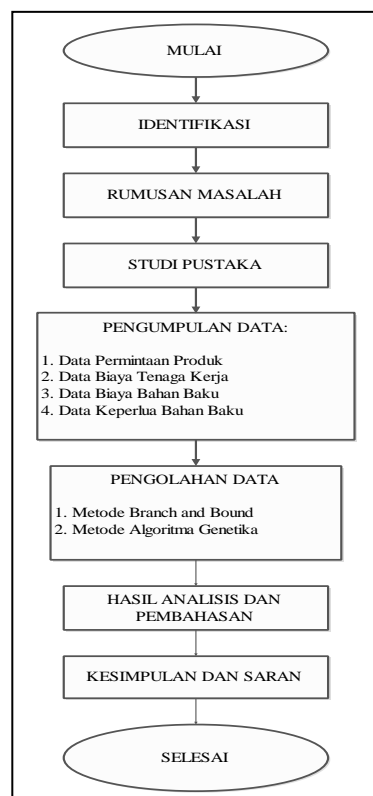 MULAI
IDENTIFIKASI
RUMUSAN MASALAH
STUDI PUSTAKA
PENGUMPULAN DATA:
1. Data Permintaan Produk
2. Data Biaya Tenaga Kerja
3. Data Biaya Bahan Baku
4. Data Keperlua Bahan Baku
PENGOLAHAN DATA
1. Metode Branch and Bound
2. Metode Algoritma Genetika
HASIL ANALISIS DAN
PEMBAHASAN
KESIMPULAN DAN SARAN
SELESAI